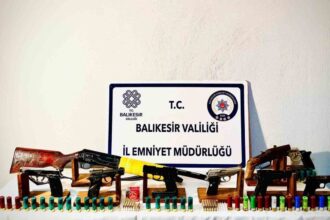 T.C.
BALIKESİR
VALİLİĞİ
T.C.
BALIKESİR VALİLİĞİ
İL EMNİYET MÜDÜRLÜĞÜ